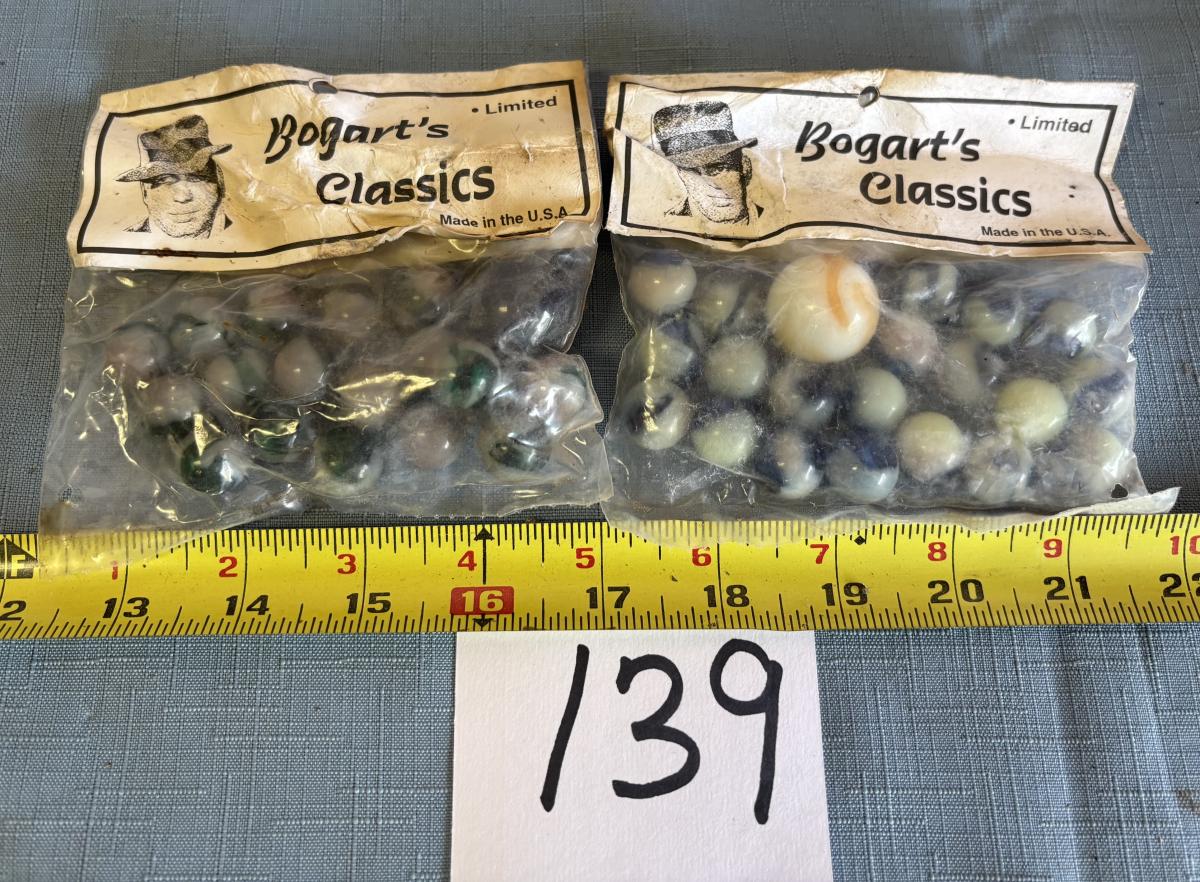 Bogart's
• Limited
Classics
Made in the U.S.A
Bogart's
• Limited
Classics
Made in the U.S.A.
F 1 2 3 4 5 6 7 8 9 10
2 13 14 15 16 17 18 19 20 21 22
139